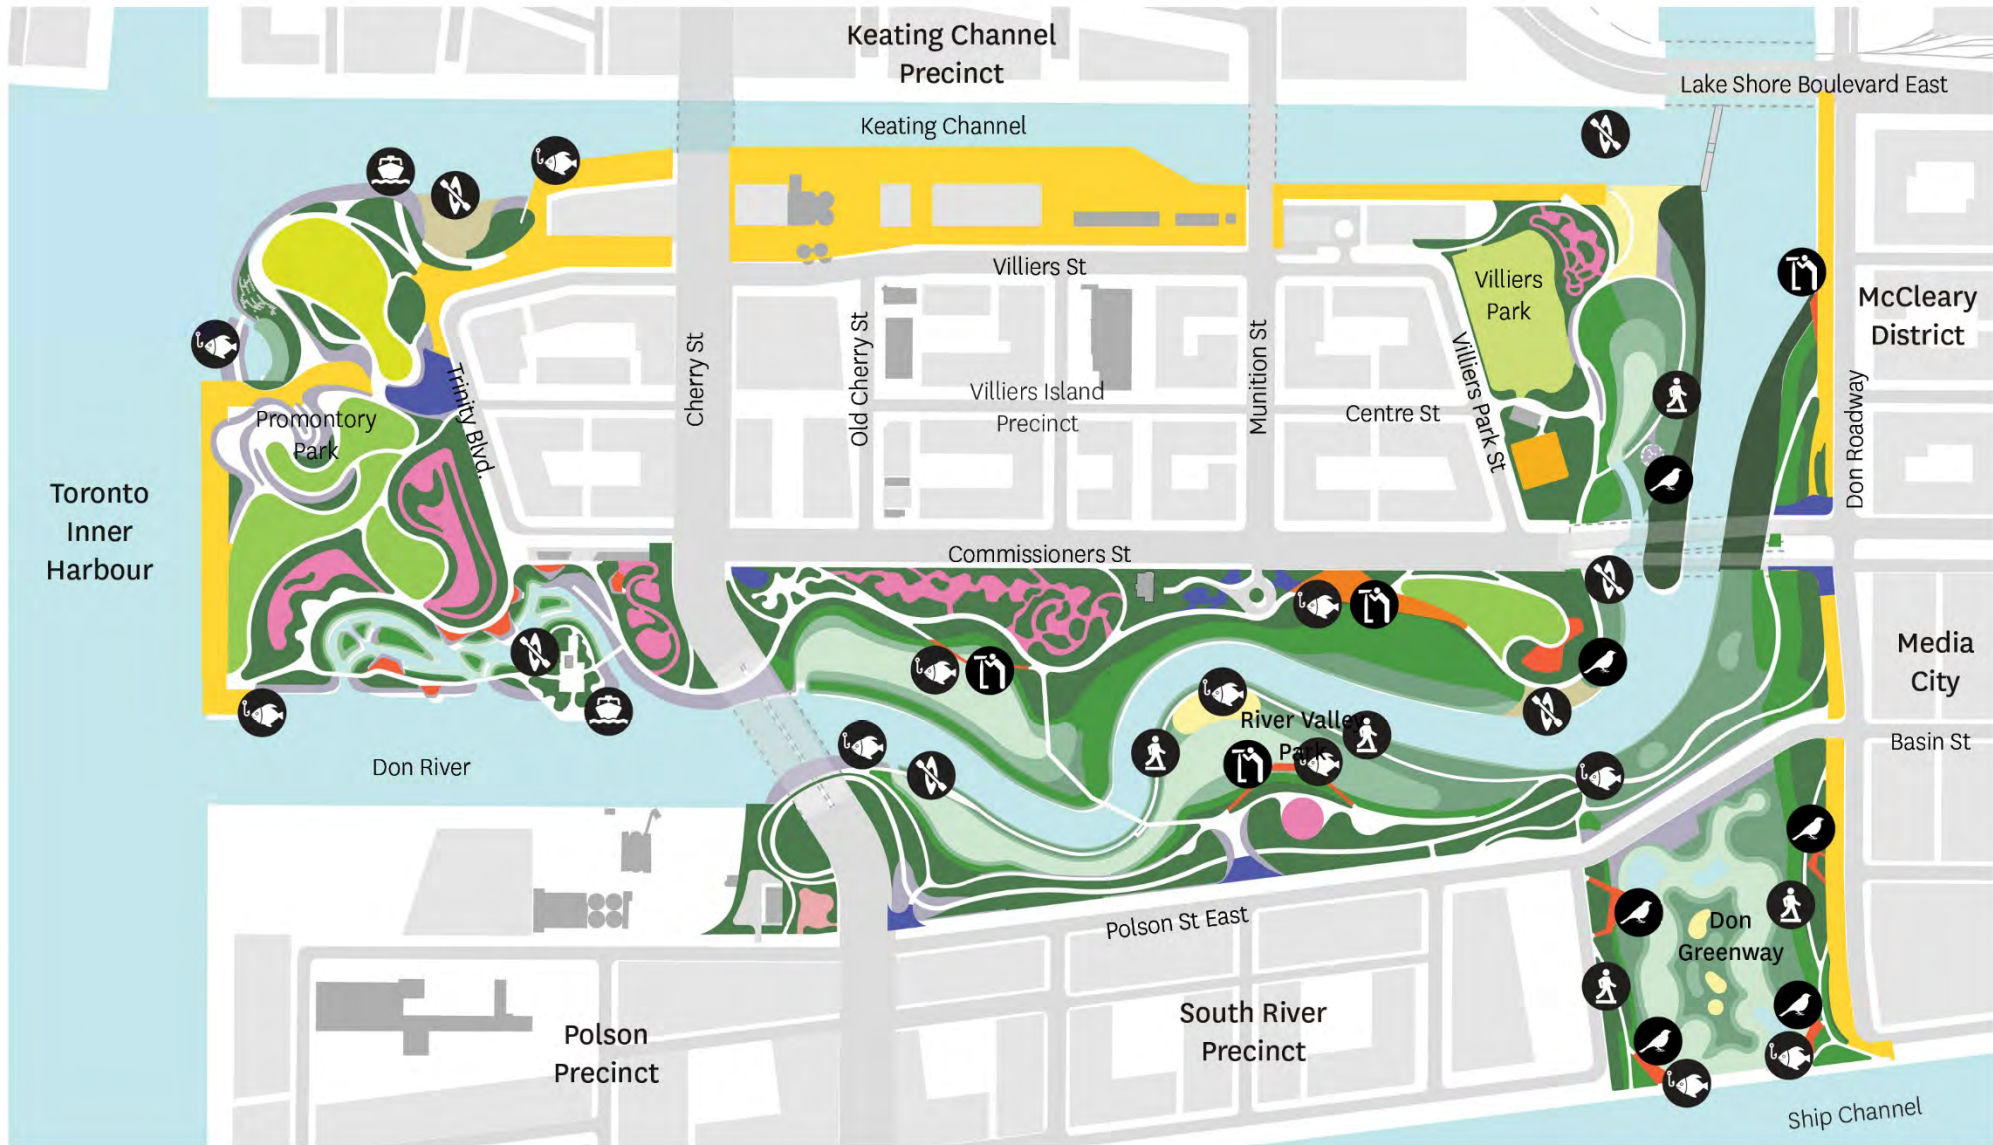 Keating Channel
Precinct
Lake Shore Boulevard East
Keating Channel
Villiers St
Villiers
Park
McCleary
District
Cherry St
Old Cherry St
Munition St
Villiers Park St
Trinity Blvd.
Villiers Island
Precinct
Centre St
Don Roadway
Promontory
Park
Toronto
Inner
Harbour
Commissioners St
Media
City
River Valley
Park
Basin St
Don River
Polson St East
Don
Greenway
South River
Precinct
Polson
Precinct
Ship Channel